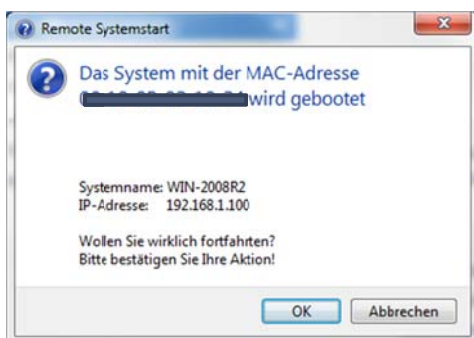 Remote Systemstart
Das System mit der MAC-Adresse
wird gebootet
Systemname: WIN-2008R2
IP-Adresse: 192.168.1.100
Wollen Sie wirklich fortfahrten?
Bitte bestätigen Sie Ihre Aktion!
OK Abbrechen